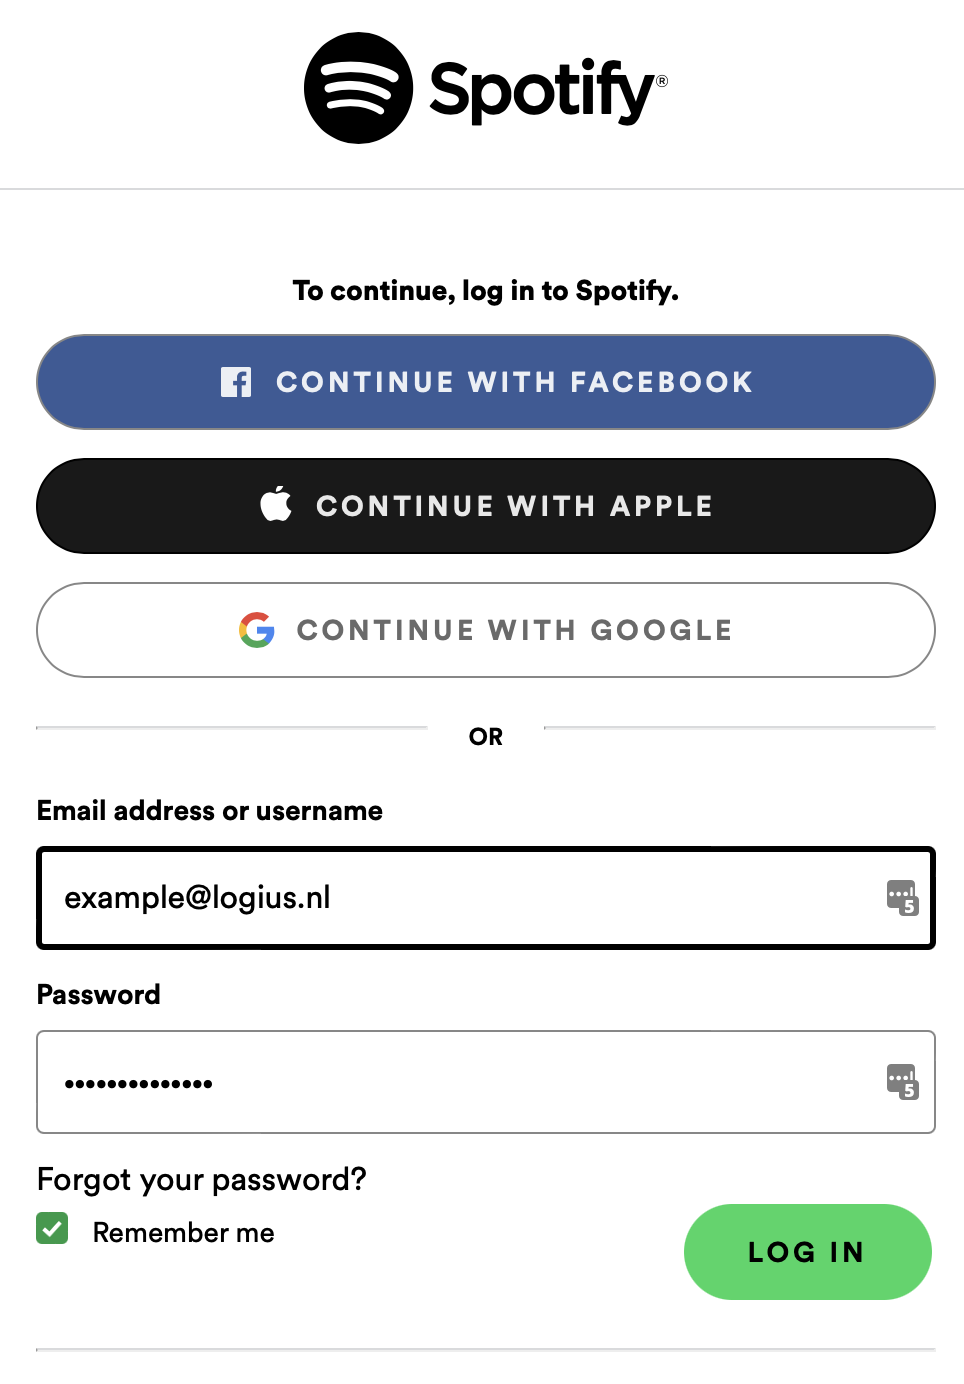 Spotify®
To continue, log in to Spotify.
CONTINUE WITH FACEBOOK
CONTINUE WITH APPLE
CONTINUE WITH GOOGLE
OR
Email address or username
example@logius.nl
5
Password
••••••••••••••
5
Forgot your password?
Remember me
LOG IN